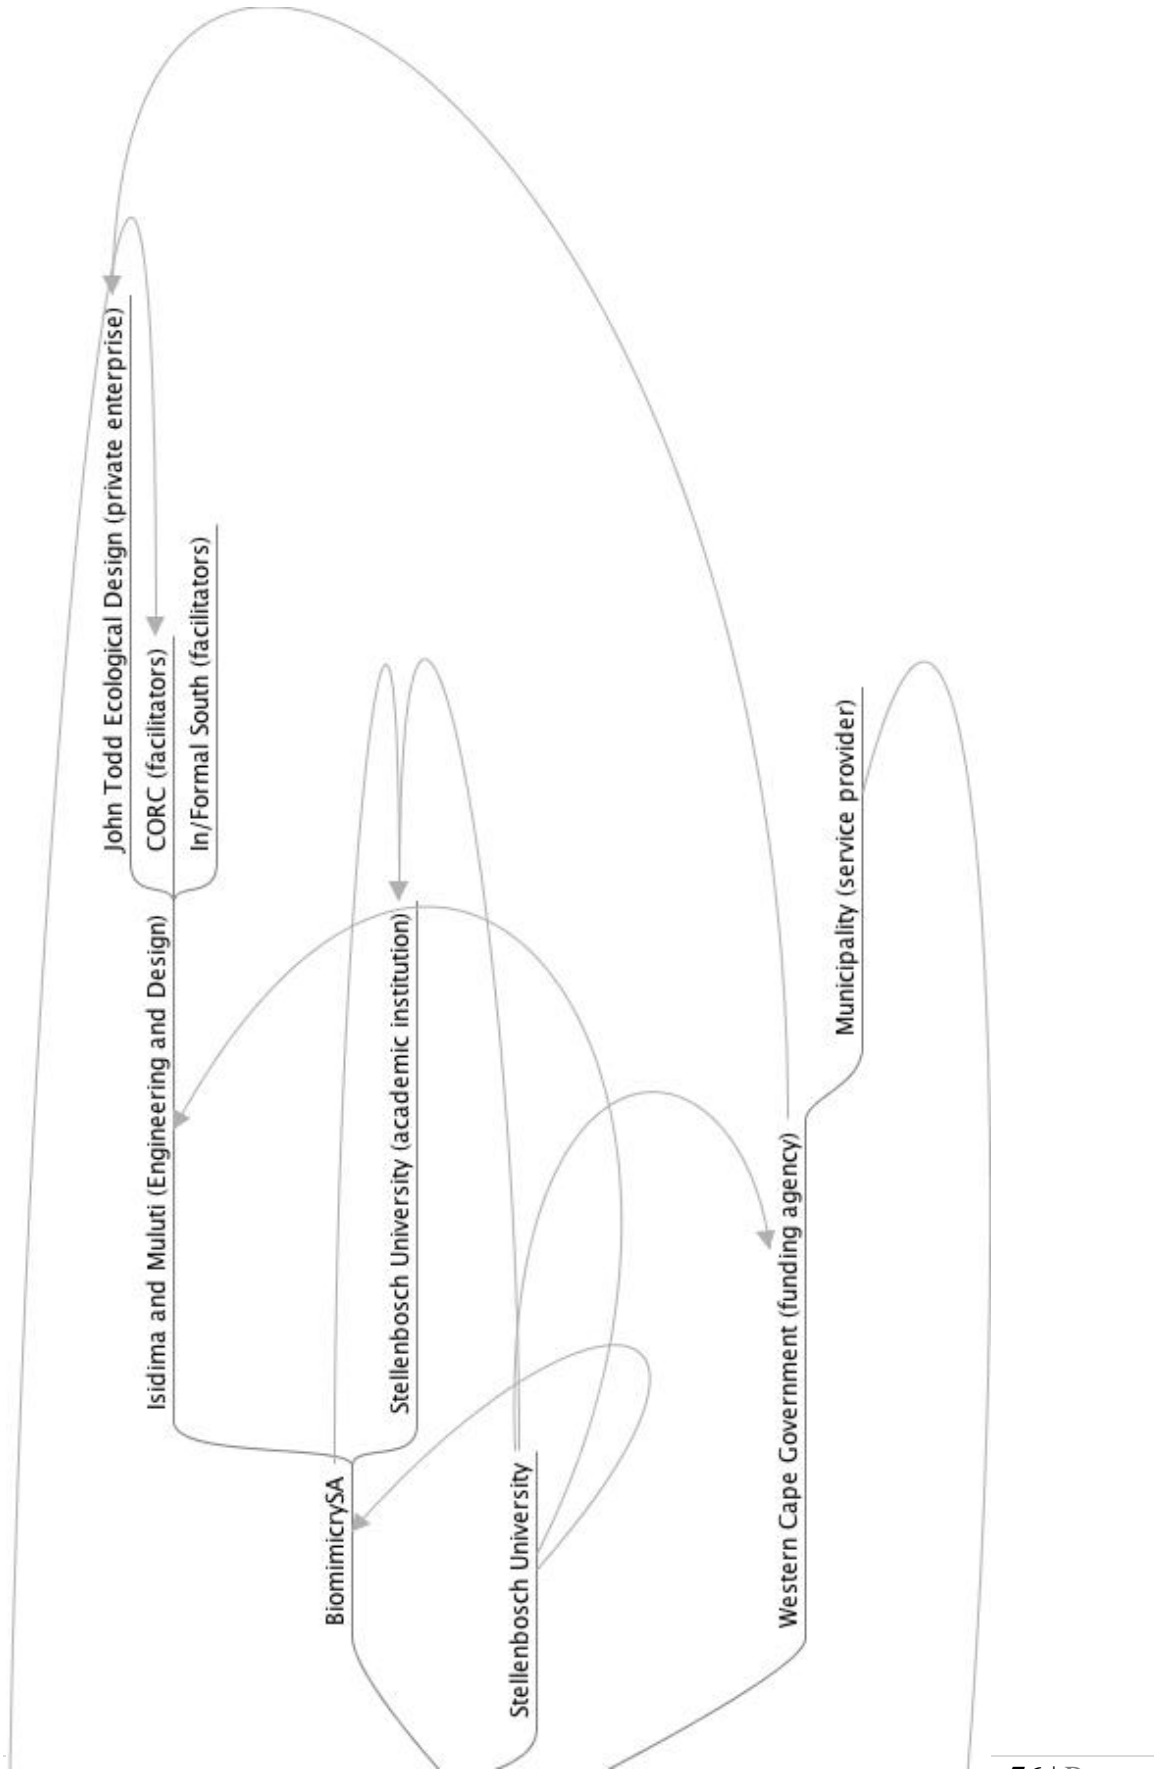 John Todd Ecological Design (private enterprise)
CORC (facilitators)
In/Formal South (facilitators)
Isidima and Muluti (Engineering and Design)
Stellenbosch University (academic institution)
BiomimicrySA
Stellenbosch University
Municipality (service provider)
Western Cape Government (funding agency)